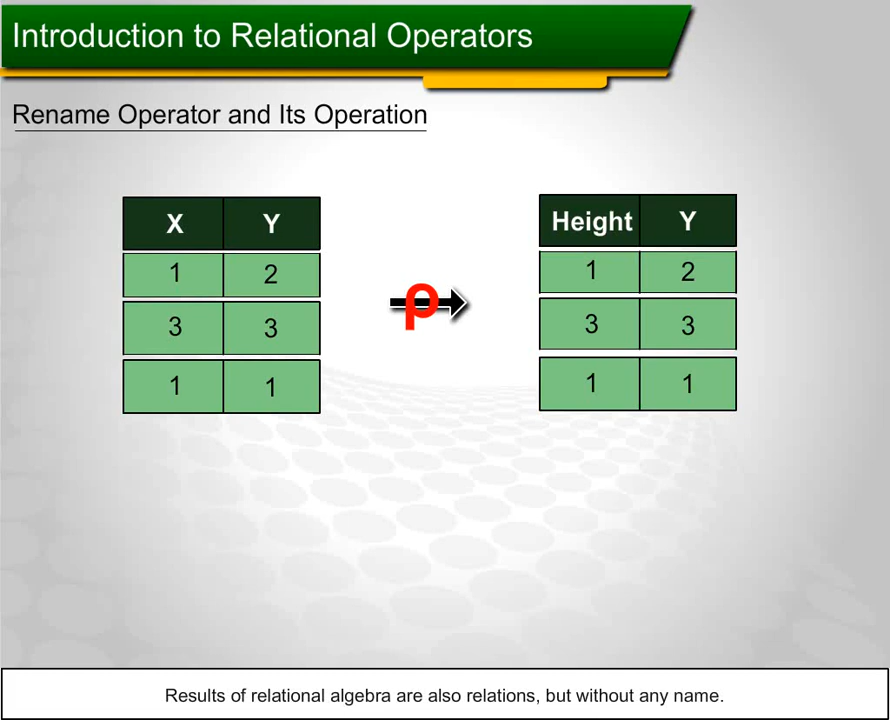 Introduction to Relational Operators
Rename Operator and Its Operation
X Y
1 2
3 3
1 1
ρ
Height Y
1 2
3 3
1 1
Results of relational algebra are also relations, but without any name.